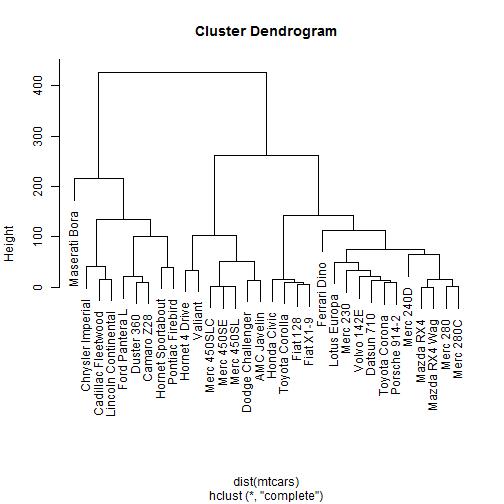 Cluster Dendrogram
Height
400
300
200
100
0
Maserati Bora
Chrysler Imperial
Cadillac Fleetwood
Lincoln Continental
Ford Pantera L
Duster 360
Camaro Z28
Hornet Sportabout
Pontiac Firebird
Hornet 4 Drive
Valiant
Merc 450SLC
Merc 450SE
Merc 450SL
Dodge Challenger
AMC Javelin
Honda Civic
Toyota Corolla
Fiat 128
Fiat X1-9
Ferrari Dino
Lotus Europa
Merc 230
Volvo 142E
Datsun 710
Toyota Corona
Porsche 914-2
Merc 240D
Mazda RX4
Mazda RX4 Wag
Merc 280
Merc 280C
dist(mtcars)
hclust (*, "complete")